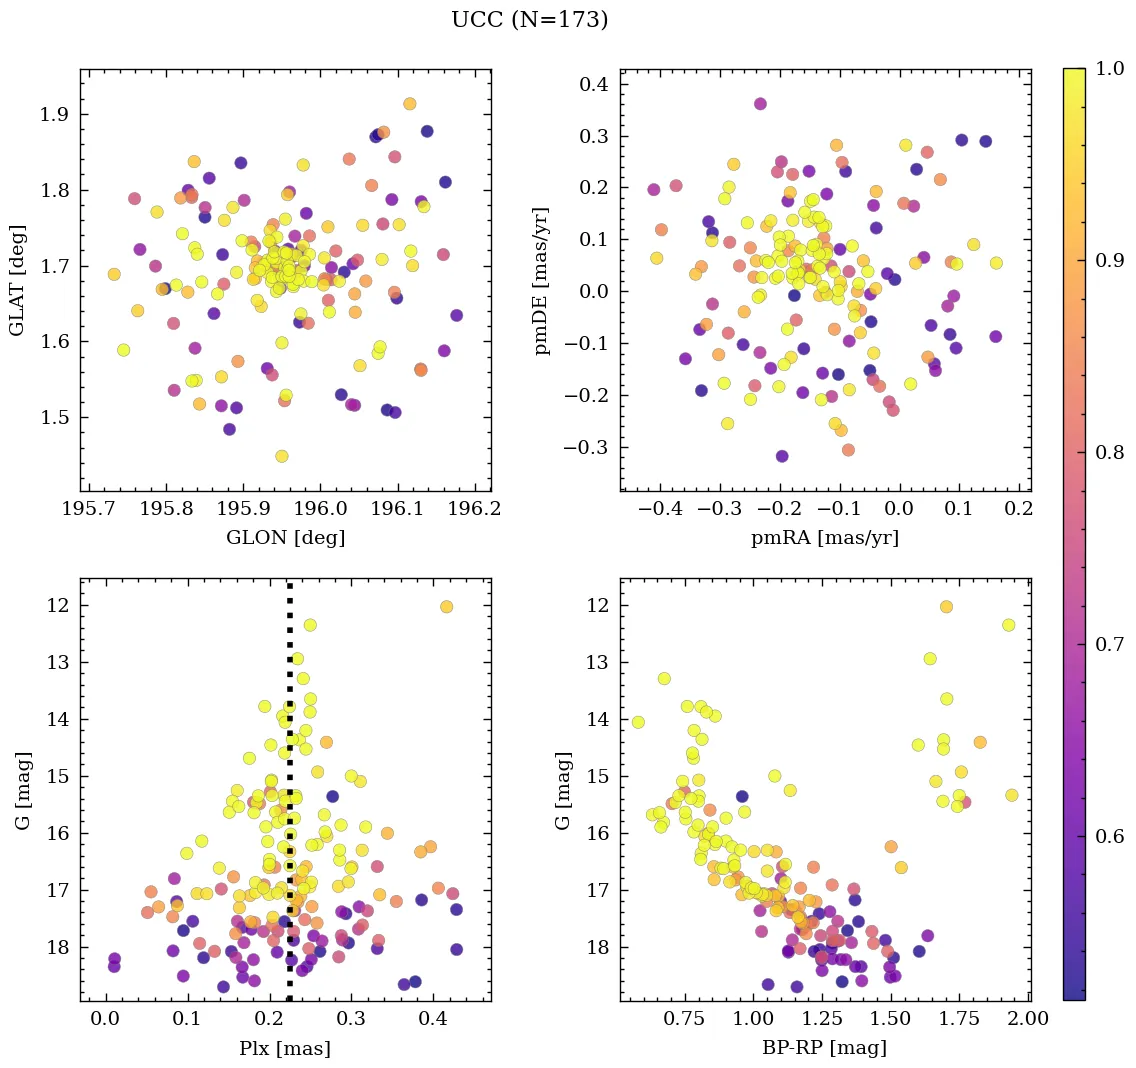 UCC (N=173)
1.9
1.8
1.7
1.6
1.5
GLAT [deg]
195.7 195.8 195.9 196.0 196.1 196.2
GLON [deg]
0.4
0.3
0.2
0.1
0.0
−0.1
−0.2
−0.3
pmDE [mas/yr]
−0.4 −0.3 −0.2 −0.1 0.0 0.1 0.2
pmRA [mas/yr]
1.0
0.9
0.8
0.7
0.6
12
13
14
15
16
17
18
G [mag]
0.0 0.1 0.2 0.3 0.4
Plx [mas]
12
13
14
15
16
17
18
G [mag]
0.75 1.00 1.25 1.50 1.75 2.00
BP-RP [mag]